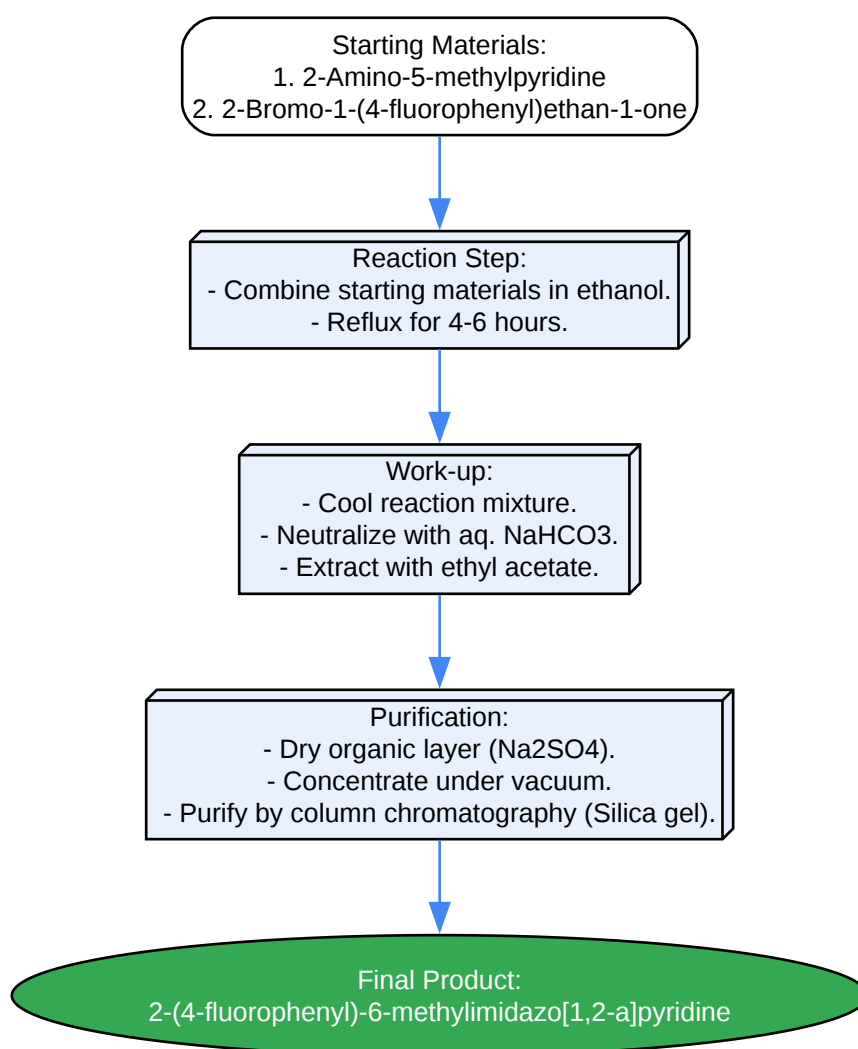 Starting Materials:
1. 2-Amino-5-methylpyridine
2. 2-Bromo-1-(4-fluorophenyl)ethan-1-one
Reaction Step:
- Combine starting materials in ethanol.
- Reflux for 4-6 hours.
Work-up:
- Cool reaction mixture.
- Neutralize with aq. NaHCO3.
- Extract with ethyl acetate.
Purification:
- Dry organic layer (Na2SO4).
- Concentrate under vacuum.
- Purify by column chromatography (Silica gel).
Final Product:
2-(4-fluorophenyl)-6-methylimidazo[1,2-a]pyridine